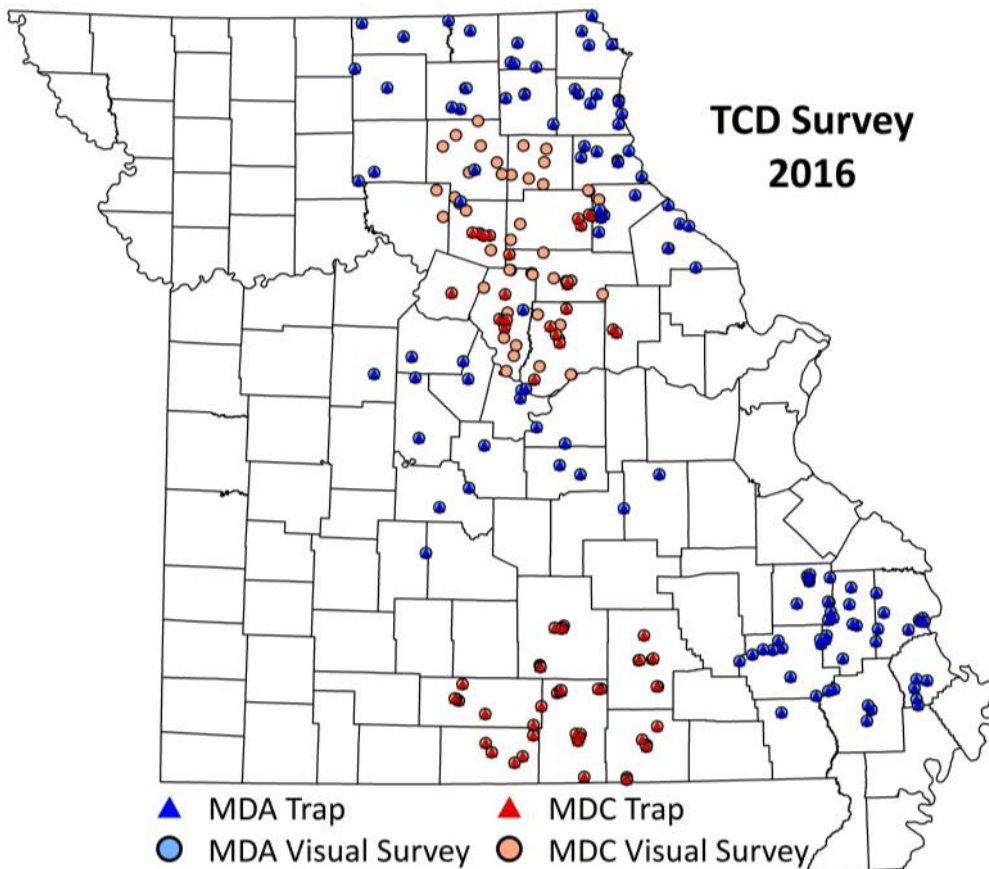 TCD Survey
2016
MDA Trap
MDC Trap
MDA Visual Survey
MDC Visual Survey